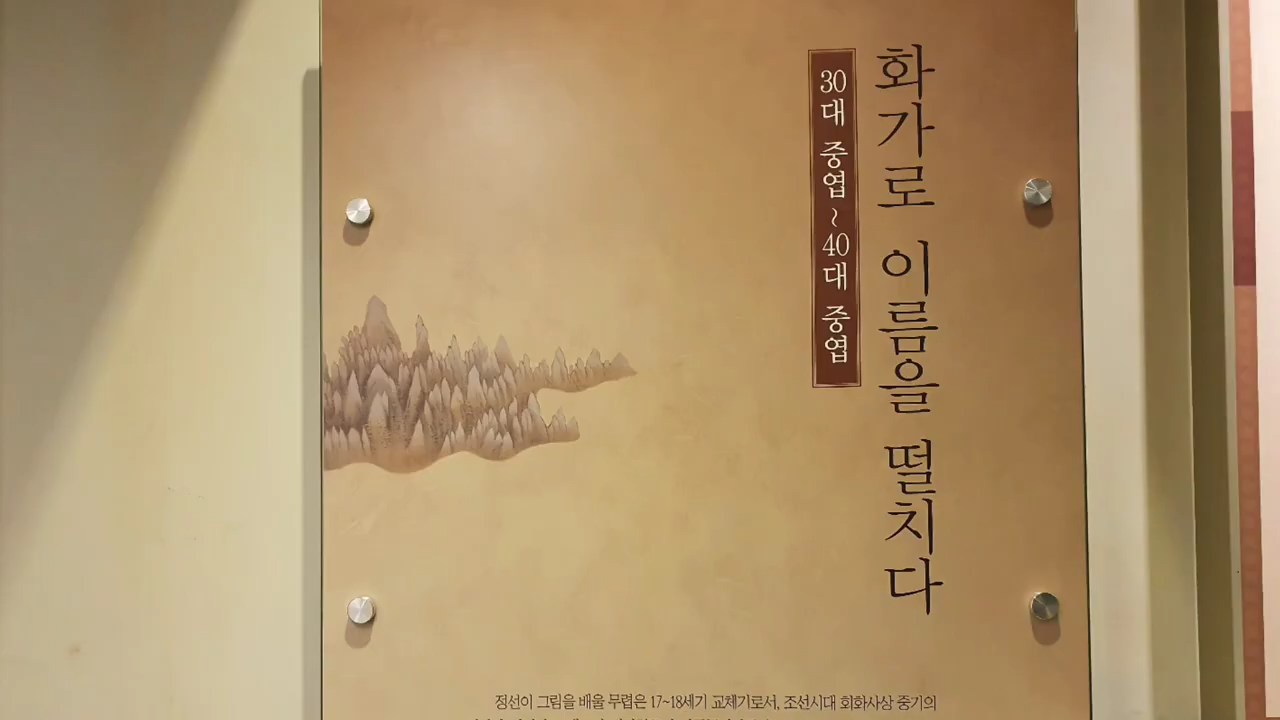 화가로 이름을 떨치다
30대 중엽~40대 중엽
정선이 그림을 배울 무렵은 17~18세기 교체기로서, 조선시대 회화사상 중기의